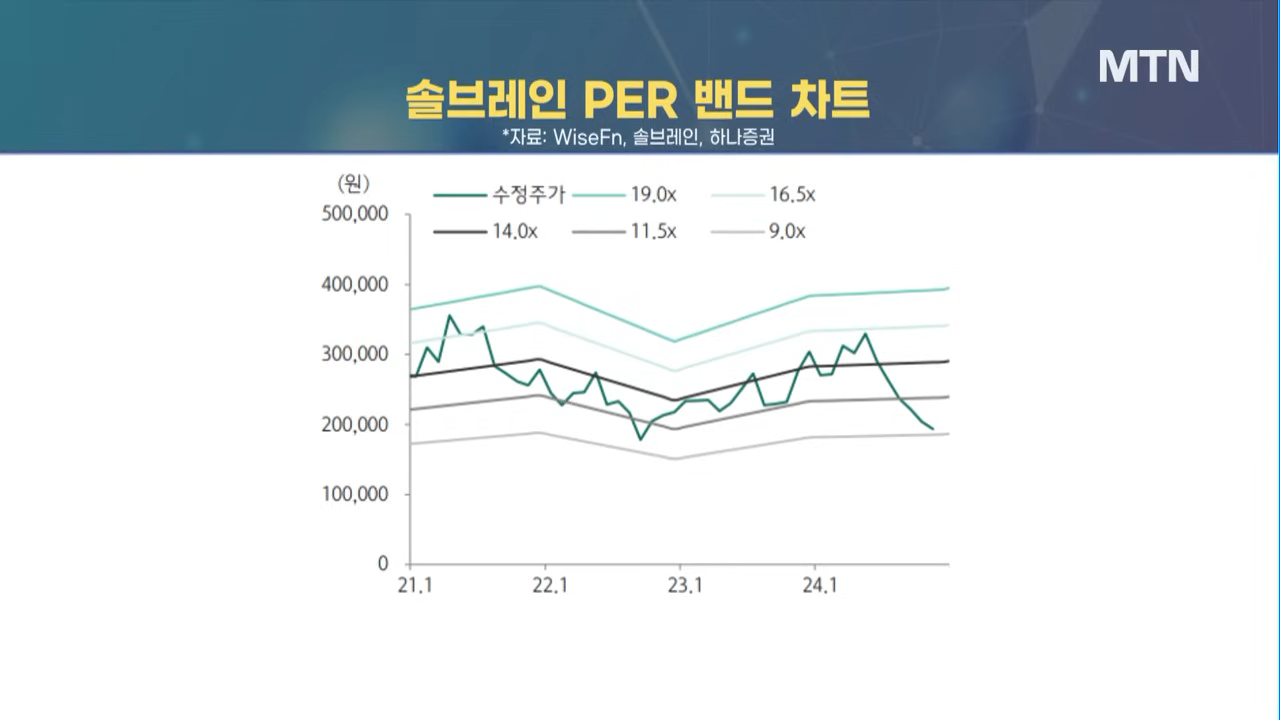 MTN
솔브레인 PER 밴드 차트
*자료: WiseFn, 솔브레인, 하나증권
(원)
수정주가 19.0x 16.5x
14.0x 11.5x 9.0x
500,000
400,000
300,000
200,000
100,000
0
21.1 22.1 23.1 24.1